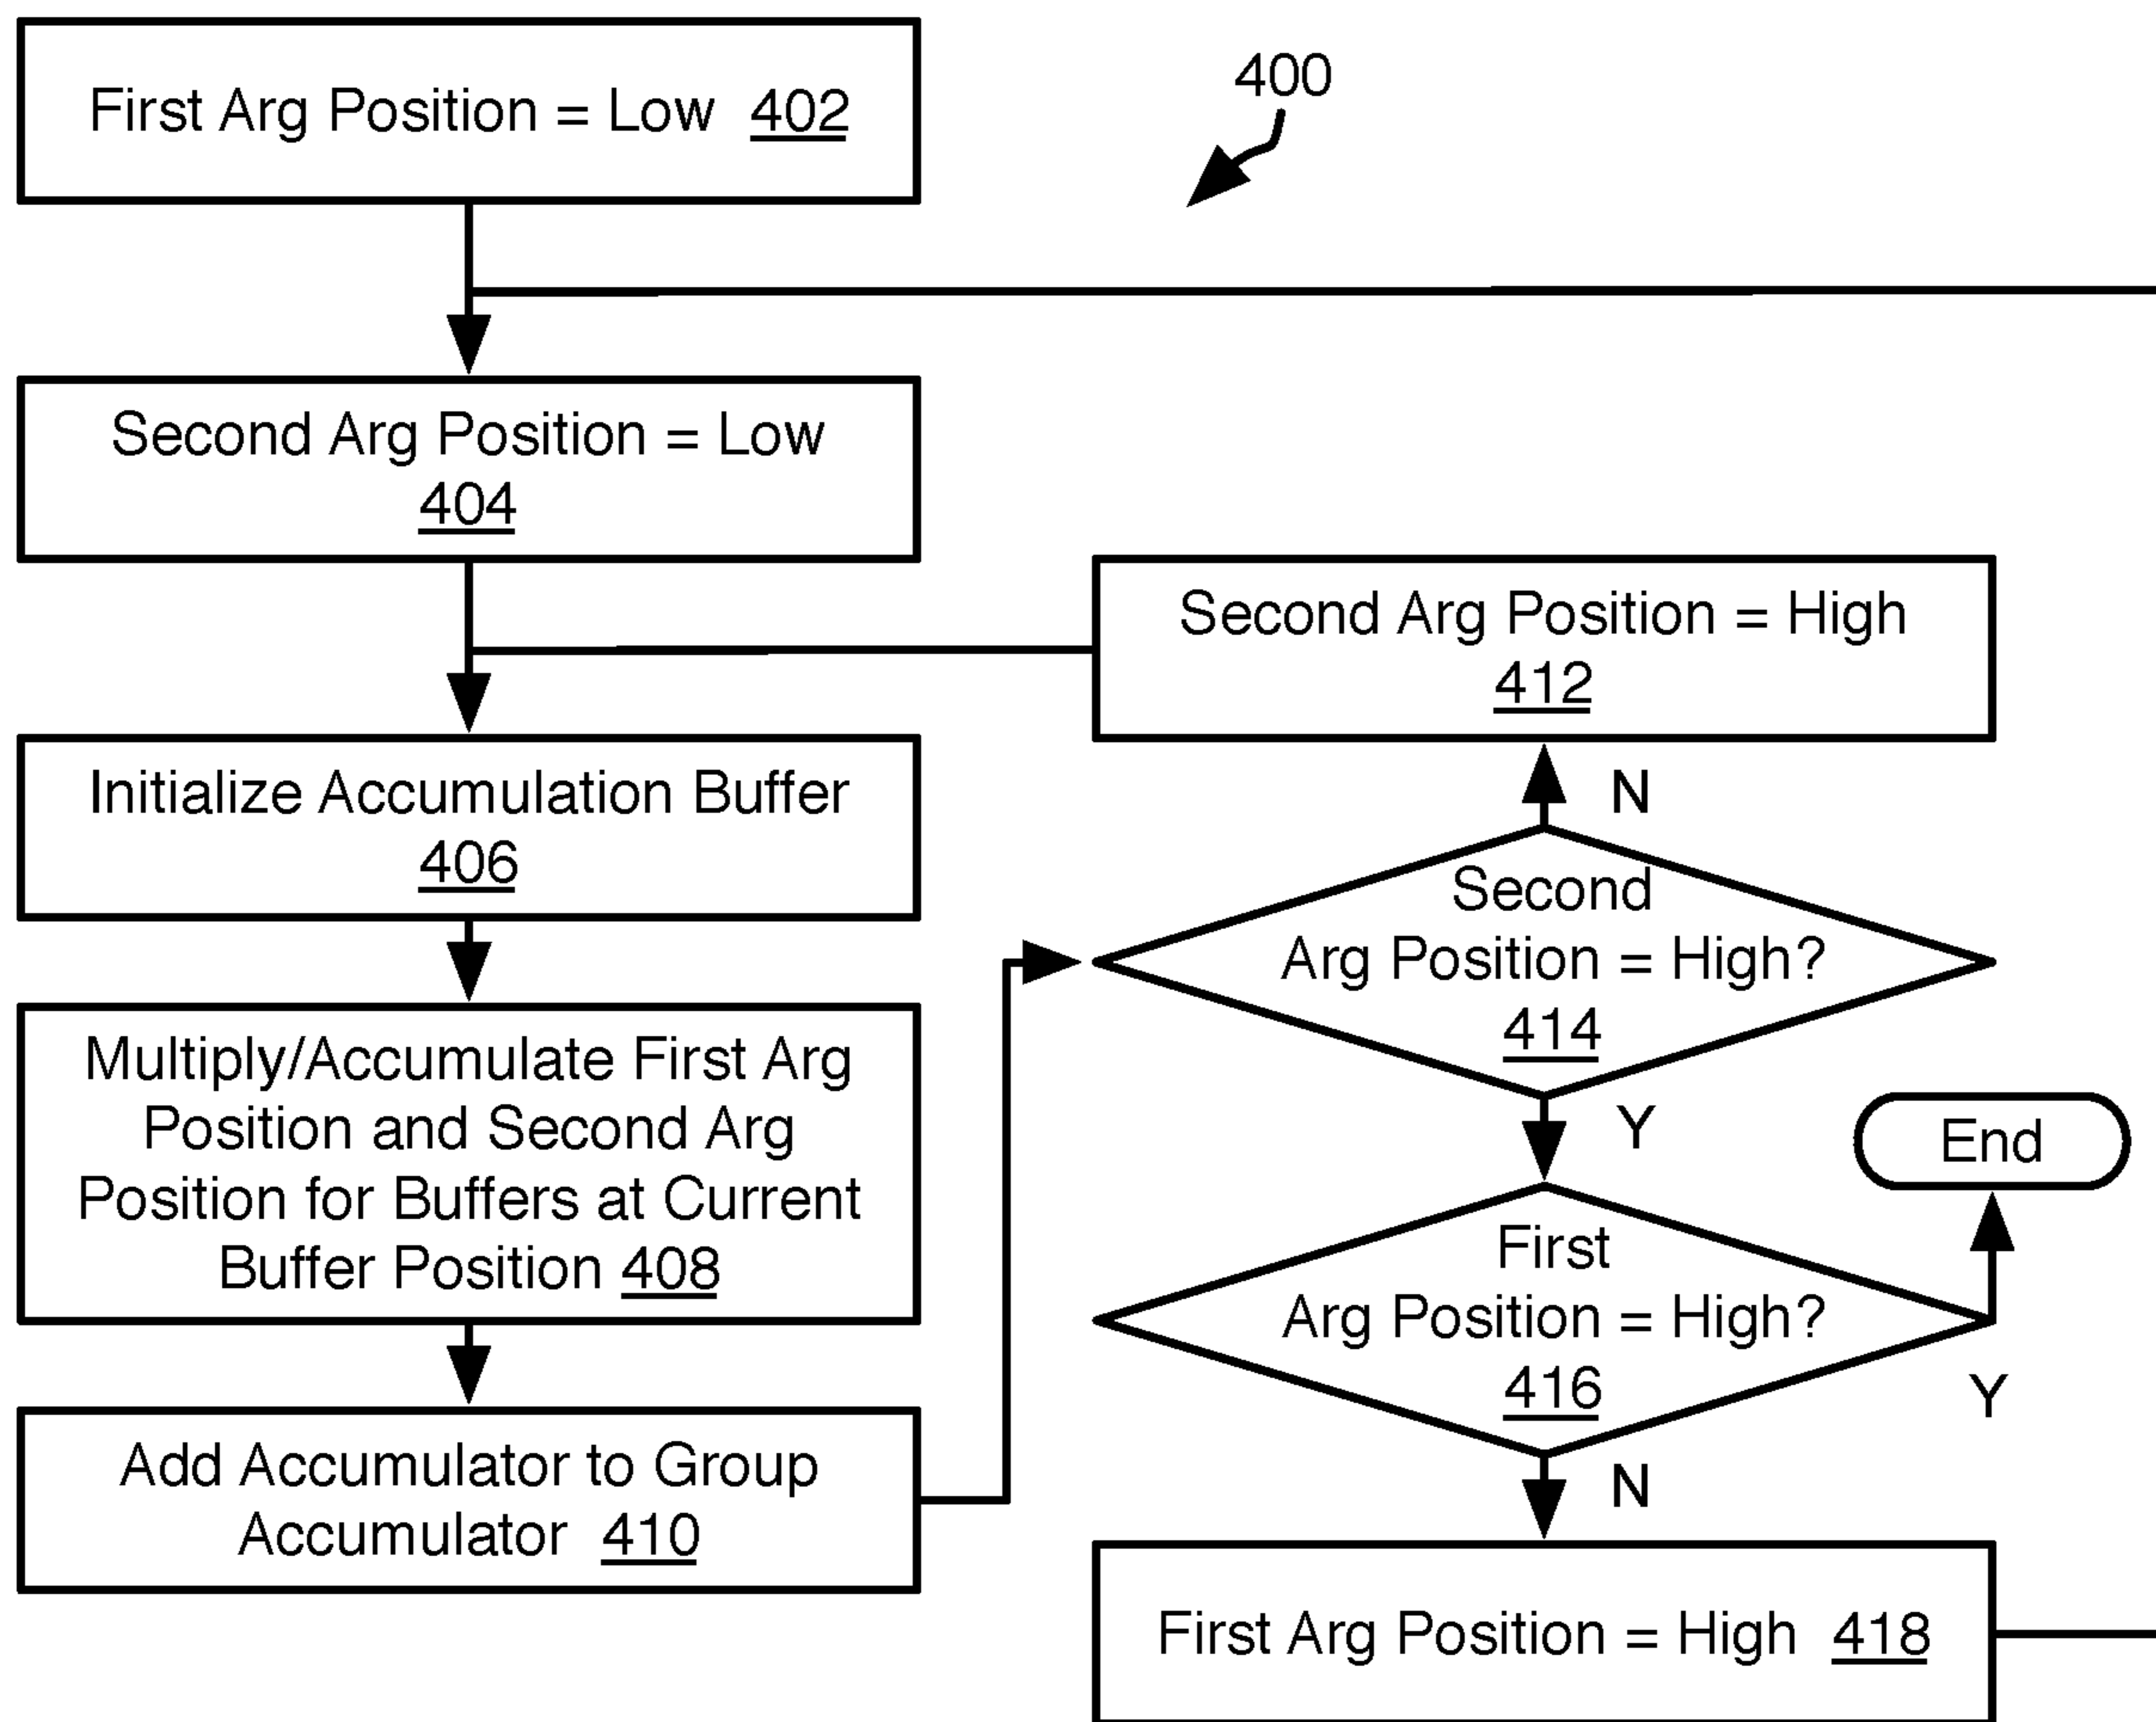 First Arg Position = Low 402
400
Second Arg Position = Low
404
Second Arg Position = High
412
Initialize Accumulation Buffer
406
N
Second
Arg Position = High?
414
Multiply/Accumulate First Arg
Position and Second Arg
Position for Buffers at Current
Buffer Position 408
Y
End
First
Arg Position = High?
416
Y
Add Accumulator to Group
Accumulator 410
N
First Arg Position = High 418